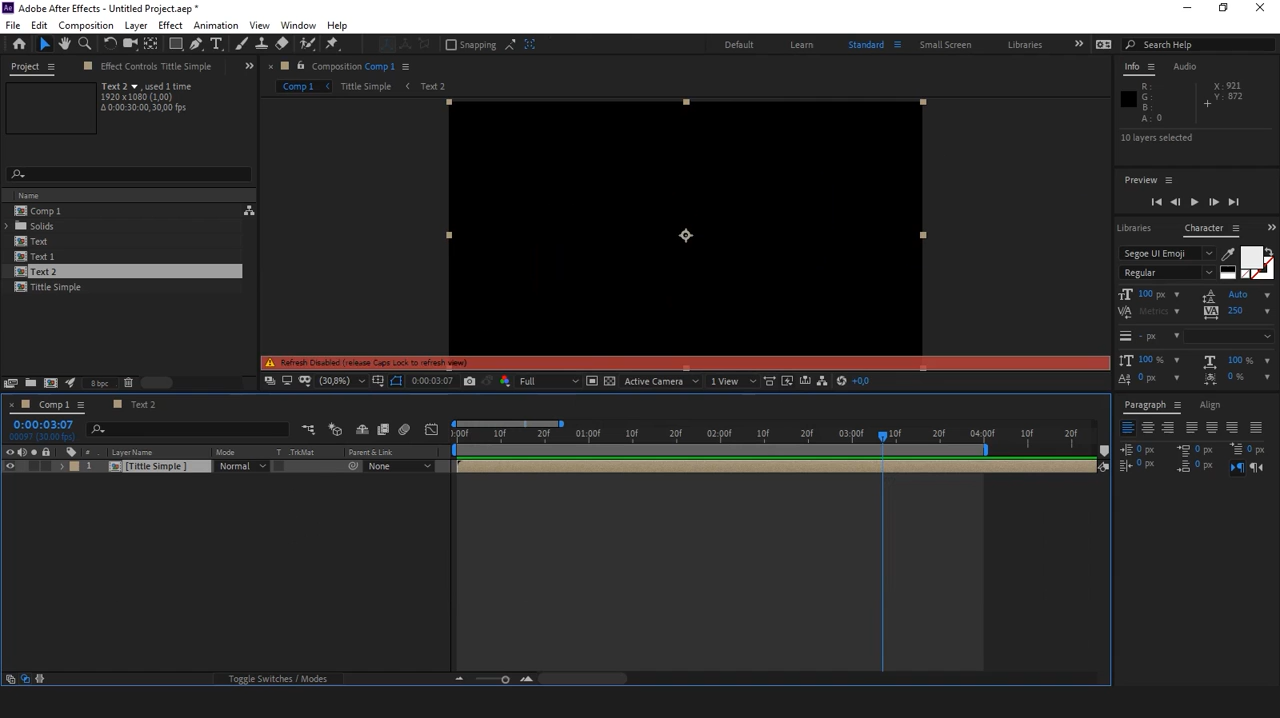 Adobe After Effects - Untitled Project.aep *
File Edit Composition Layer Effect Animation View Window Help
Snapping Default Learn Standard Small Screen Libraries Search Help
Project Effect Controls Tittle Simple Composition Comp 1 Info Audio
Text 2 , used 1 time
1920 x 1080 (1,00)
Δ 0:00:30:00, 30,00 fps
Comp 1 Tittle Simple Text 2
R :
G :
B :
A : 0
X : 921
Y : 872
10 layers selected
Name
Comp 1
Solids
Text
Text 1
Text 2
Tittle Simple
Preview
Libraries Character
Segoe UI Emoji
Regular
100 px Auto
Metrics 250
- px
100 % 100 %
0 px 0 %
Refresh Disabled (release Caps Lock to refresh view)
8 bpc (30,8%) 0:00:03:07 Full Active Camera 1 View +0,0
Comp 1 Text 2
0:00:03:07
00097 (30.00 fps)
:00f 10f 20f 01:00f 10f 20f 02:00f 10f 20f 03:00f 10f 20f 04:00f 10f 20f
# Layer Name Mode T .TrkMat Parent & Link
1 [Tittle Simple ] Normal None
Paragraph Align
0 px 0 px 0 px
0 px 0 px
Toggle Switches / Modes